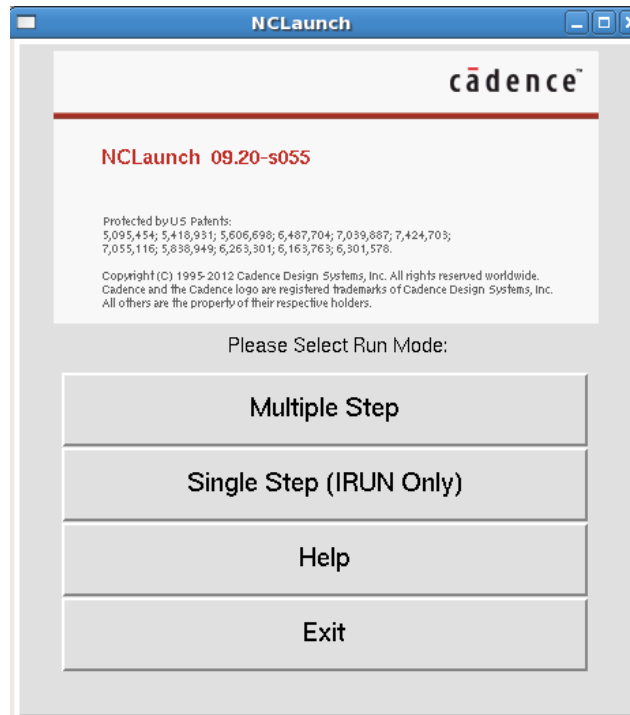 NCLaunch
cādence™
NCLaunch 09.20-s055
Protected by US Patents:
5,095,454; 5,418,931; 5,606,698; 6,487,704; 7,039,887; 7,424,703;
7,055,116; 5,838,949; 6,263,301; 6,163,763; 6,301,578.
Copyright (C) 1995-2012 Cadence Design Systems, Inc. All rights reserved worldwide.
Cadence and the Cadence logo are registered trademarks of Cadence Design Systems, Inc.
All others are the property of their respective holders.
Please Select Run Mode:
Multiple Step
Single Step (IRUN Only)
Help
Exit